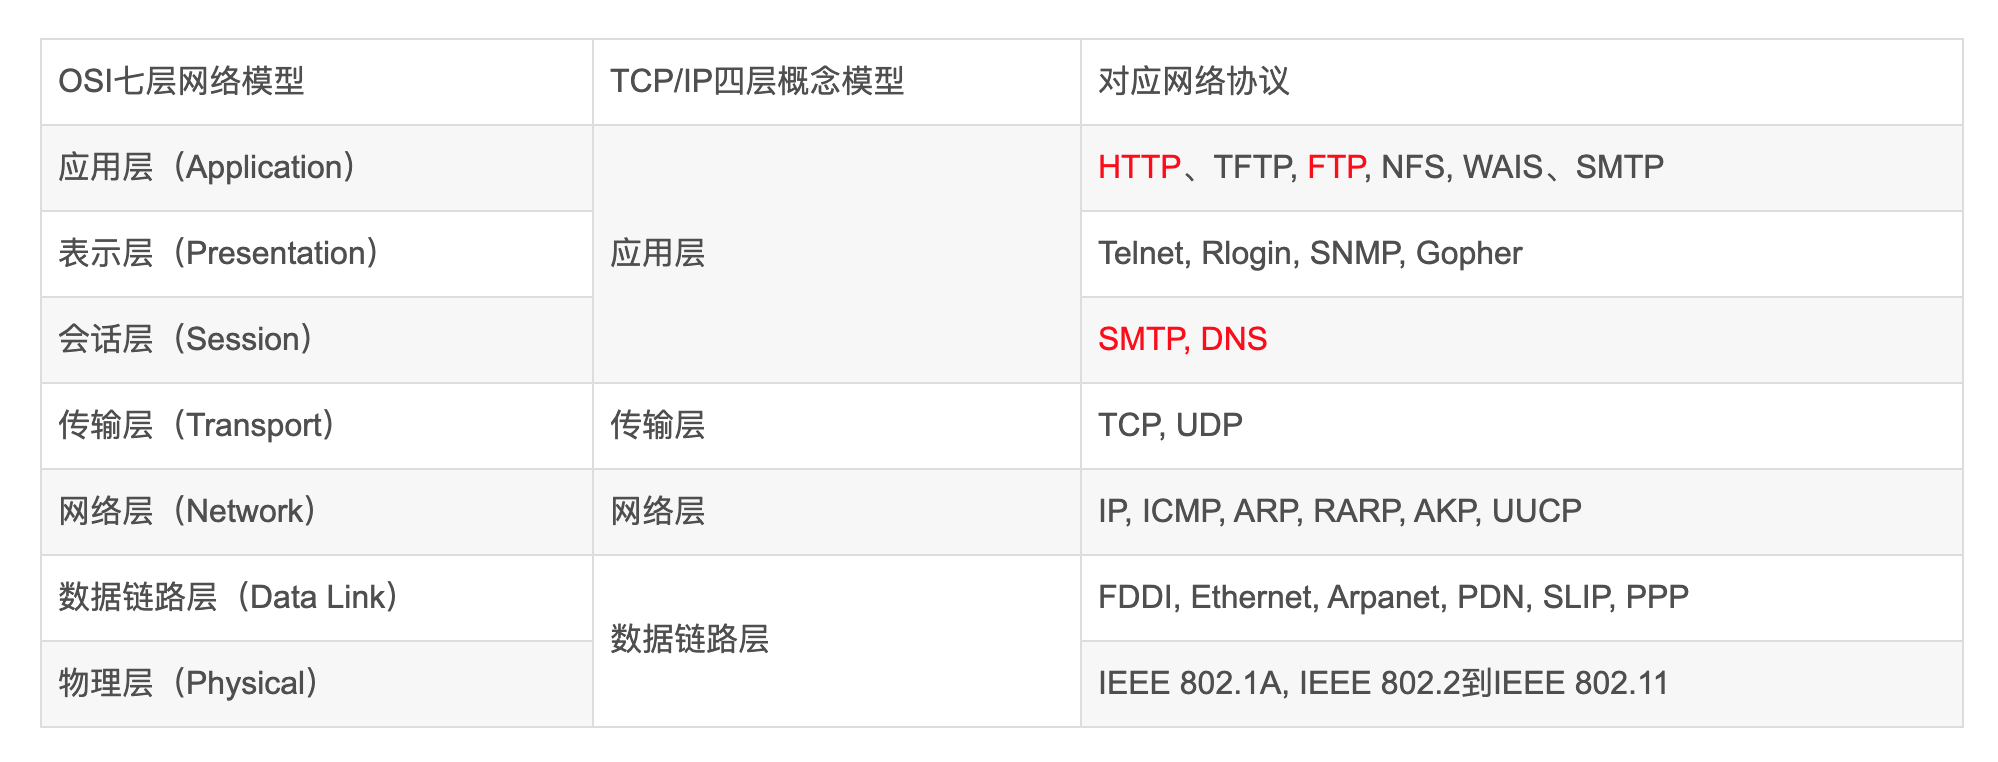 OSI七层网络模型 TCP/IP四层概念模型 对应网络协议
应用层（Application） HTTP、TFTP, FTP, NFS, WAIS、SMTP
表示层（Presentation） 应用层 Telnet, Rlogin, SNMP, Gopher
会话层（Session） SMTP, DNS
传输层（Transport） 传输层 TCP, UDP
网络层（Network） 网络层 IP, ICMP, ARP, RARP, AKP, UUCP
数据链路层（Data Link） FDDI, Ethernet, Arpanet, PDN, SLIP, PPP
数据链路层
物理层（Physical） IEEE 802.1A, IEEE 802.2到IEEE 802.11